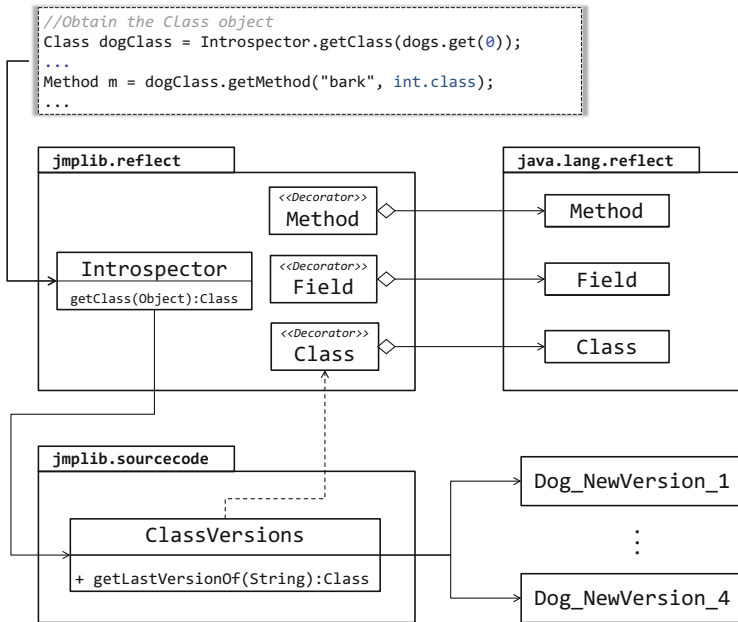 //Obtain the Class object
Class dogClass = Introspector.getClass(dogs.get(0));
...
Method m = dogClass.getMethod("bark", int.class);
...
jmplib.reflect
java.lang.reflect
<<Decorator>>
Method
Method
Introspector
getClass(Object):Class
<<Decorator>>
Field
Field
<<Decorator>>
Class
Class
jmplib.sourcecode
ClassVersions
+ getLastVersionOf(String):Class
Dog_NewVersion_1
⋮
Dog_NewVersion_4